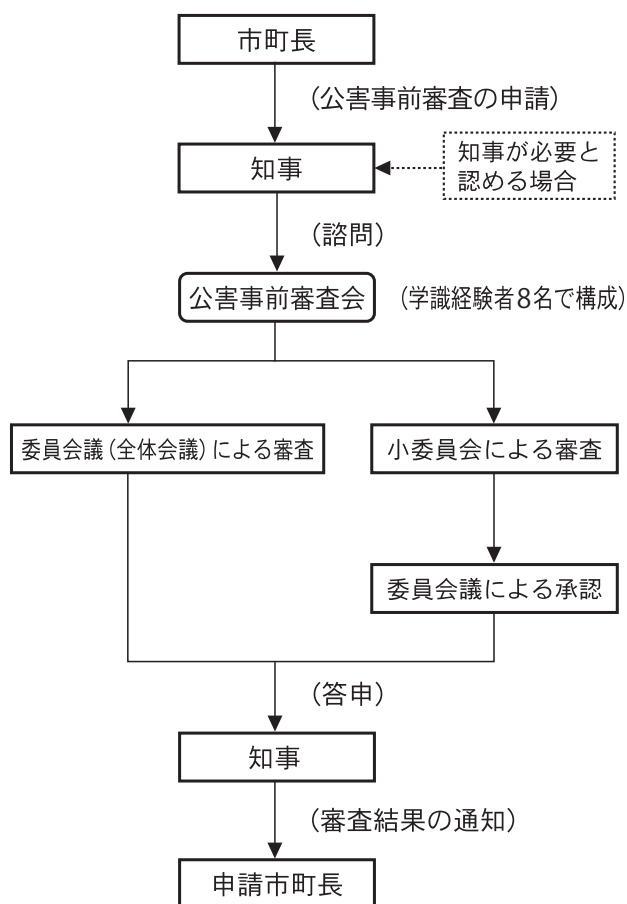 市町長
（公害事前審査の申請）
知事
知事が必要と
認める場合
（諮問）
公害事前審査会
（学識経験者8名で構成）
委員会議（全体会議）による審査
小委員会による審査
委員会議による承認
（答申）
知事
（審査結果の通知）
申請市町長